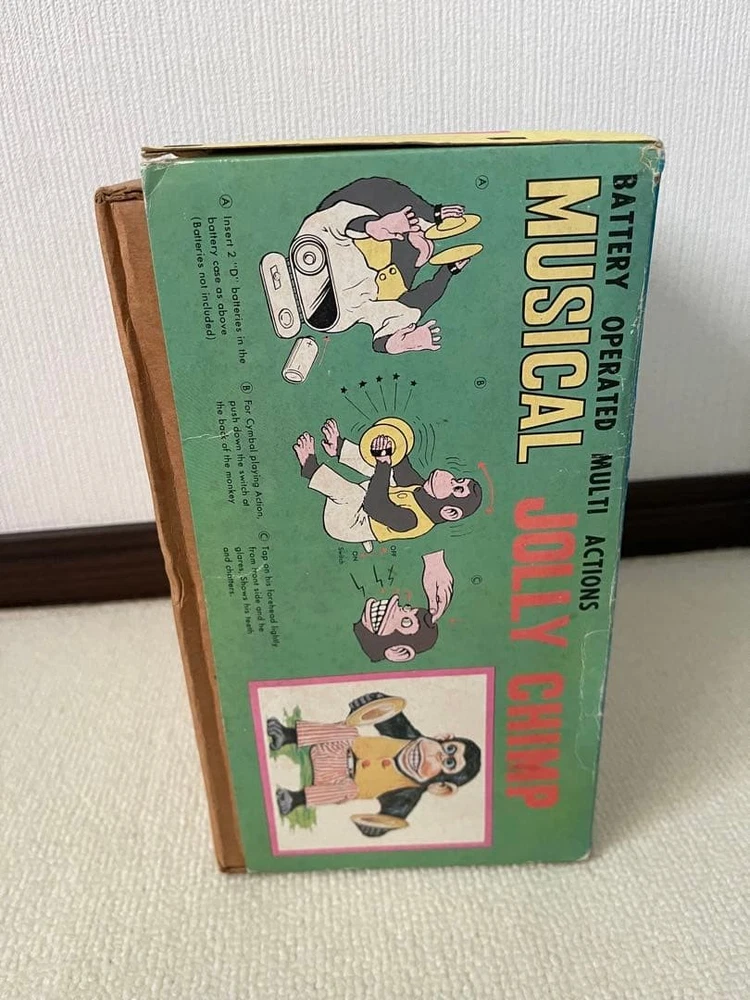 BATTERY OPERATED MULTI ACTIONS
MUSICAL JOLLY CHIMP
Ⓐ
Ⓑ
Ⓒ
OFF
ON
Switch
Ⓐ Insert 2 "D" batteries in the
battery case as above
(Batteries not included)
Ⓑ For Cymbal playing Action,
push down the switch at
the back of the monkey
Ⓒ Tap on his forehead lightly
from front side and he
glares, Shows his teeth
and chatters.